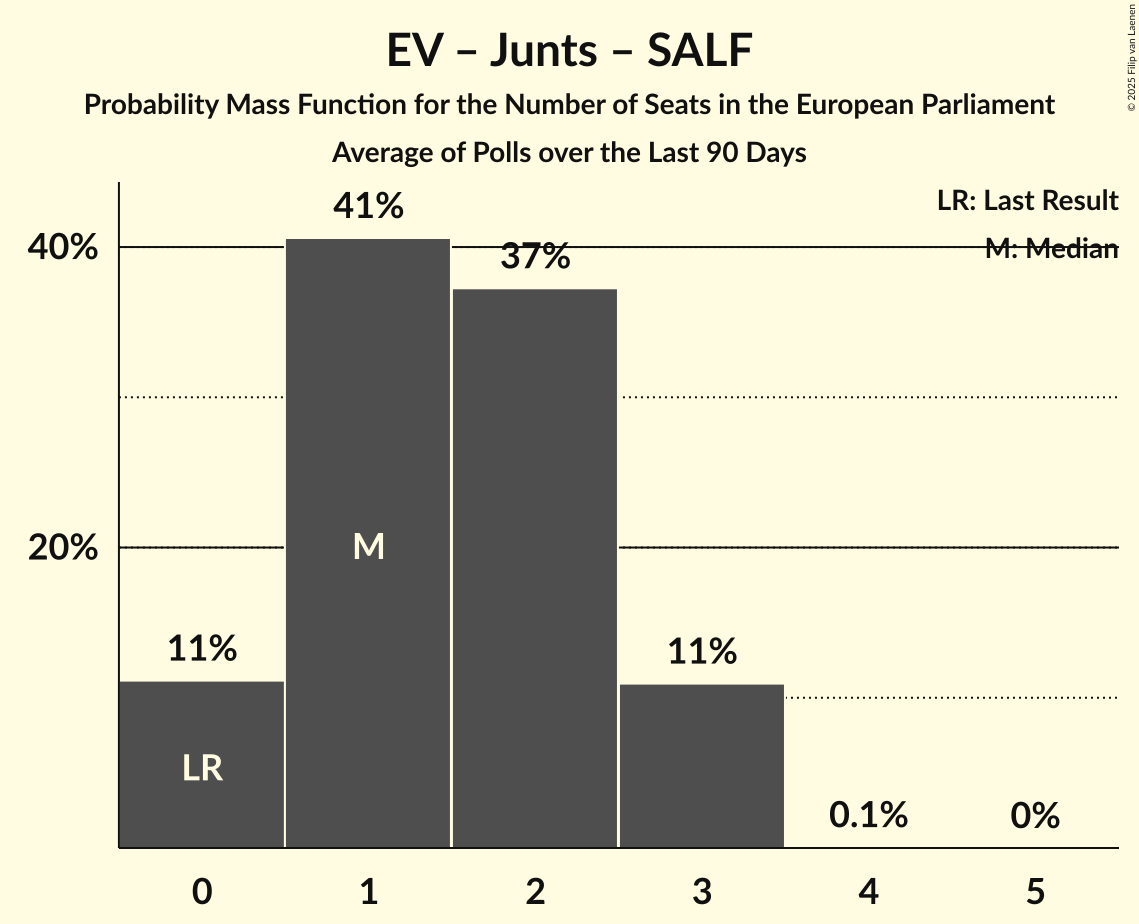 EV – Junts – SALF
Probability Mass Function for the Number of Seats in the European Parliament
Average of Polls over the Last 90 Days
© 2025 Filip van Laenen
LR: Last Result
M: Median
40%
20%
41%
37%
M
11%
11%
LR
0.1%
0%
0 1 2 3 4 5